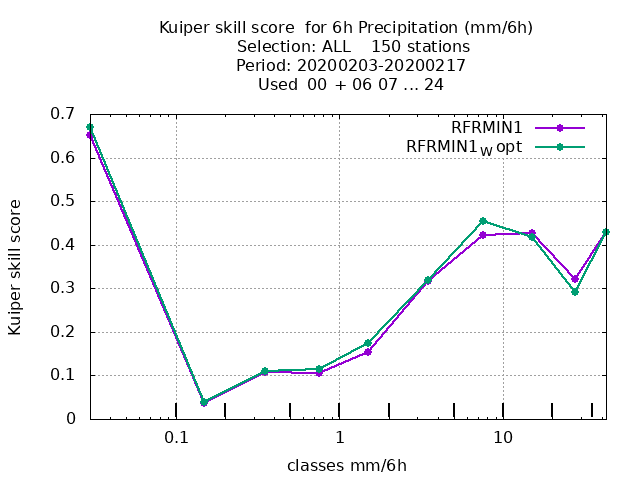 Kuiper skill score  for 6h Precipitation (mm/6h)
Selection: ALL    150 stations
Period: 20200203-20200217
Used  00  + 06 07 ... 24
RFRMIN1
RFRMIN1W opt
0.7
0.6
0.5
0.4
0.3
0.2
0.1
0
Kuiper skill score
0.1 1 10
classes mm/6h